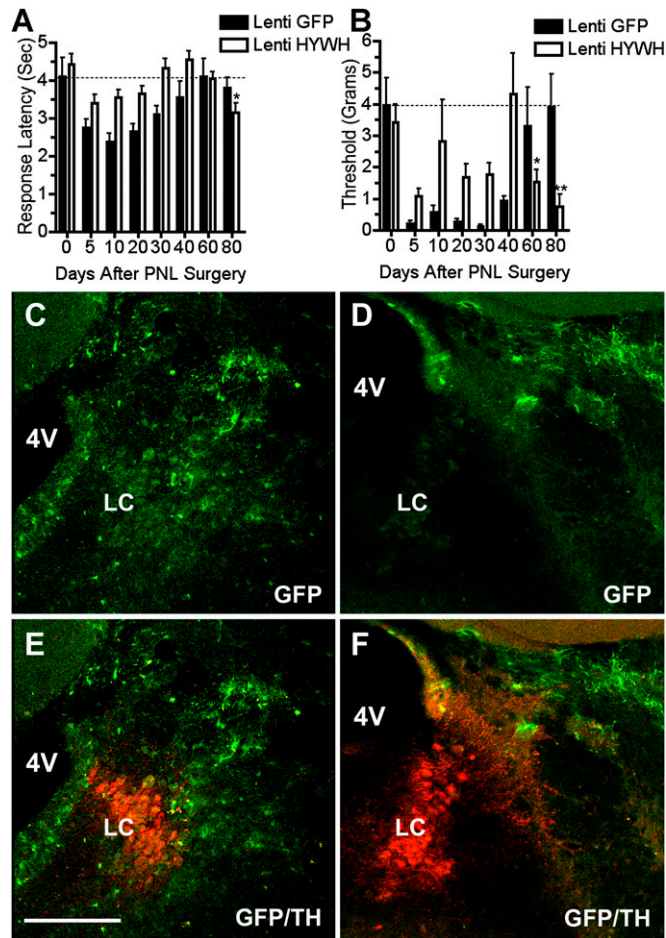 A
Lenti GFP
Lenti HYWH
Response Latency (Sec)
5
4
3
2
1
0
0 5 10 20 30 40 60 80
*
Days After PNL Surgery
B
Lenti GFP
Lenti HYWH
Threshold (Grams)
6
5
4
3
2
1
0
0 5 10 20 30 40 60 80
*
**
Days After PNL Surgery
C
4V
LC
GFP
D
4V
LC
GFP
E
4V
LC
GFP/TH
F
4V
LC
GFP/TH